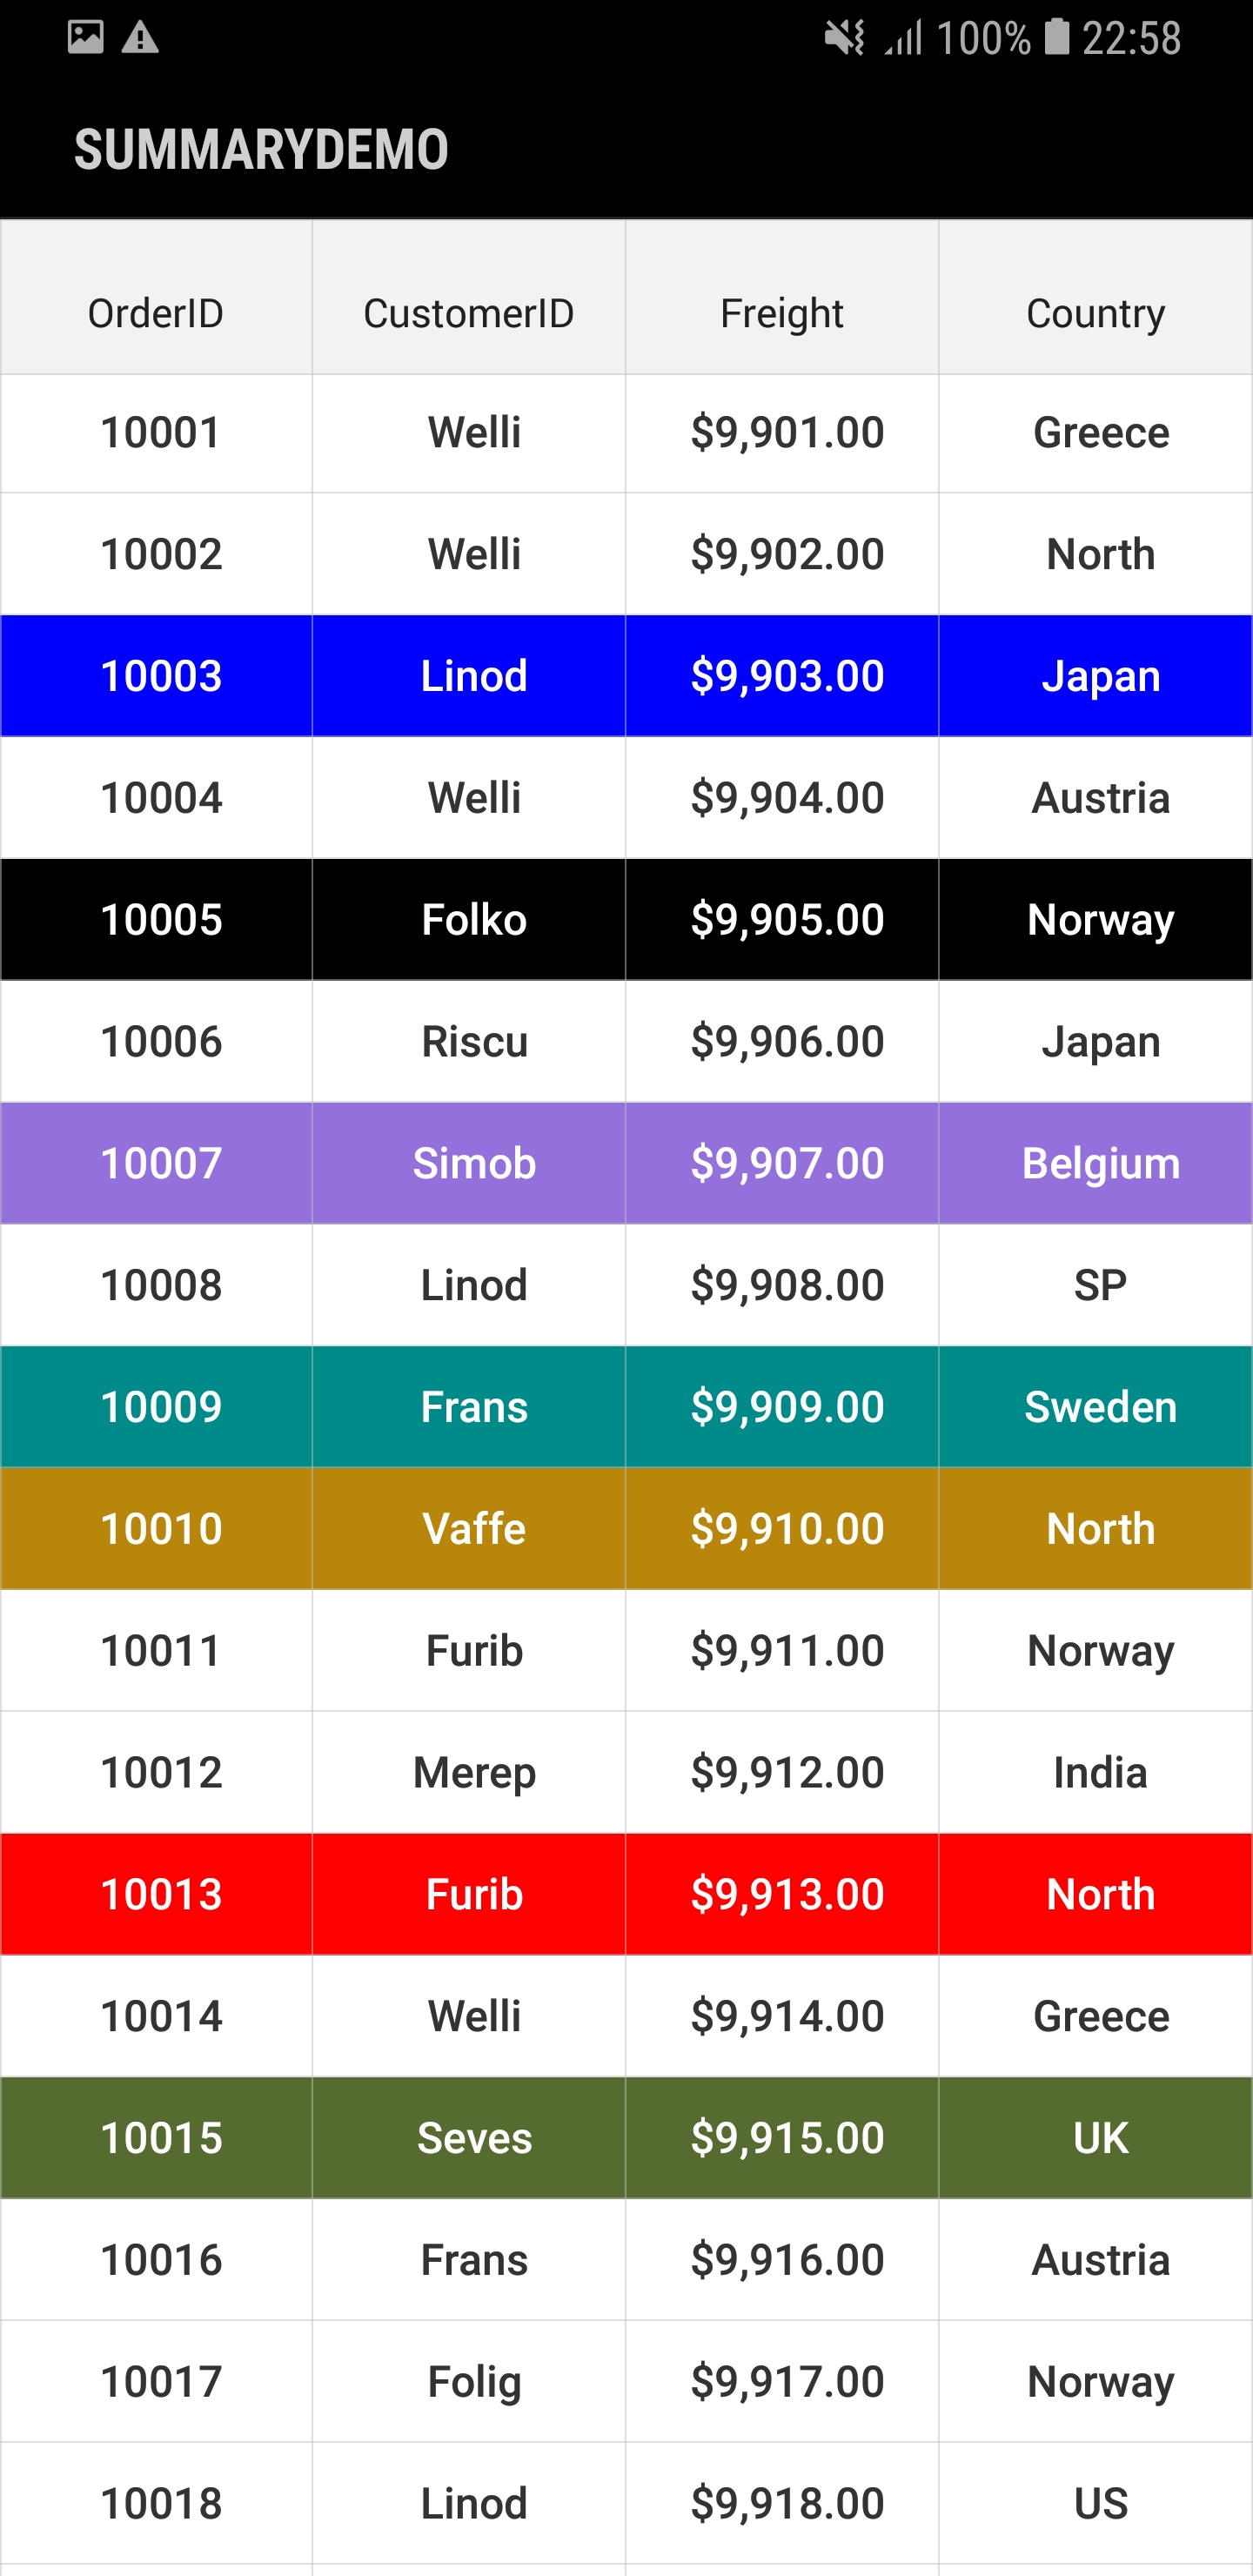 100% 22:58
SUMMARYDEMO
OrderID CustomerID Freight Country
10001 Welli $9,901.00 Greece
10002 Welli $9,902.00 North
10003 Linod $9,903.00 Japan
10004 Welli $9,904.00 Austria
10005 Folko $9,905.00 Norway
10006 Riscu $9,906.00 Japan
10007 Simob $9,907.00 Belgium
10008 Linod $9,908.00 SP
10009 Frans $9,909.00 Sweden
10010 Vaffe $9,910.00 North
10011 Furib $9,911.00 Norway
10012 Merep $9,912.00 India
10013 Furib $9,913.00 North
10014 Welli $9,914.00 Greece
10015 Seves $9,915.00 UK
10016 Frans $9,916.00 Austria
10017 Folig $9,917.00 Norway
10018 Linod $9,918.00 US